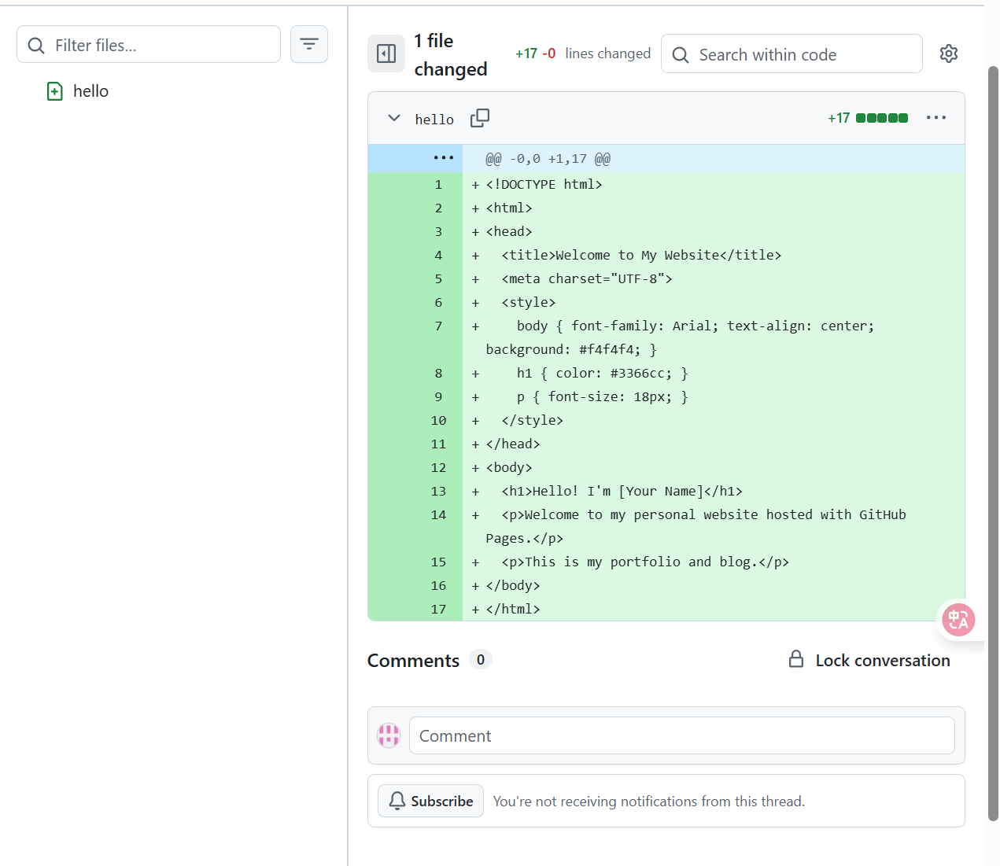 Filter files...
hello
1 file changed
+17 -0 lines changed
Search within code
hello
+17
@@ -0,0 +1,17 @@
1 + <!DOCTYPE html>
2 + <html>
3 + <head>
4 +   <title>Welcome to My Website</title>
5 +   <meta charset="UTF-8">
6 +   <style>
7 +     body { font-family: Arial; text-align: center;
background: #f4f4f4; }
8 +     h1 { color: #3366cc; }
9 +     p { font-size: 18px; }
10 +   </style>
11 + </head>
12 + <body>
13 +   <h1>Hello! I'm [Your Name]</h1>
14 +   <p>Welcome to my personal website hosted with GitHub
Pages.</p>
15 +   <p>This is my portfolio and blog.</p>
16 + </body>
17 + </html>
中A
Comments 0
Lock conversation
Comment
Subscribe
You're not receiving notifications from this thread.